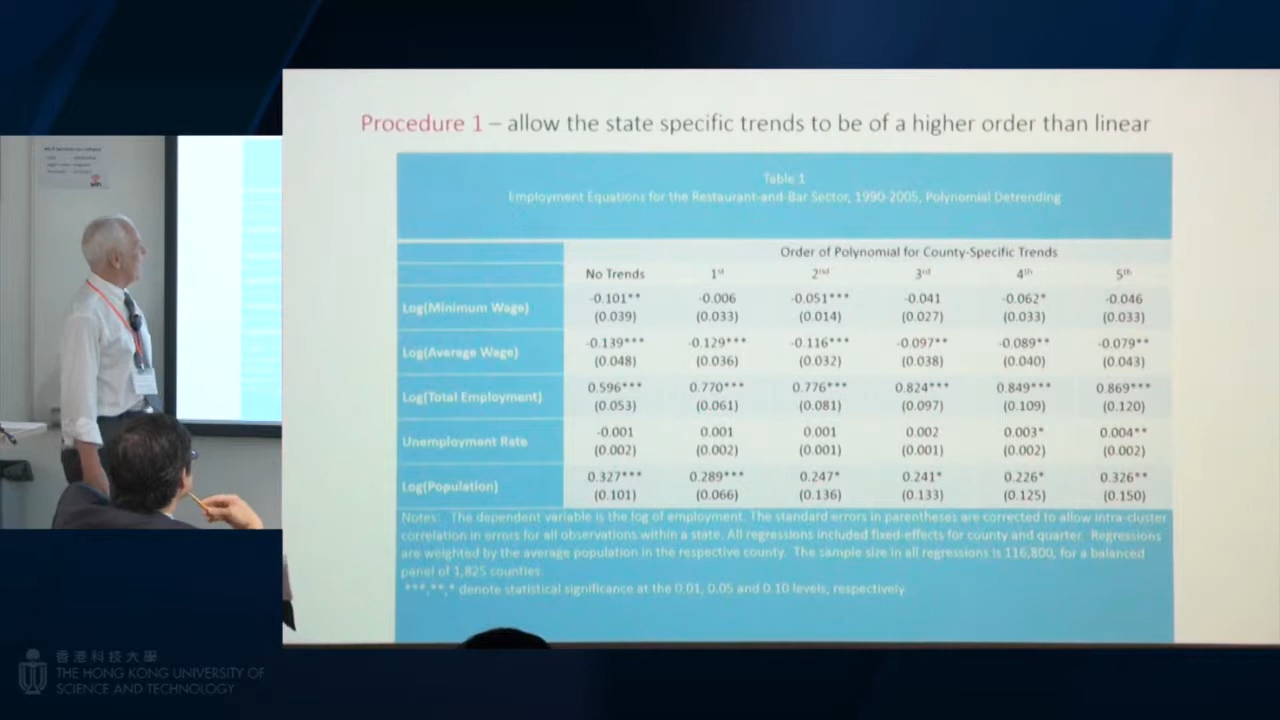 Procedure 1 – allow the state specific trends to be of a higher order than linear
Table 1
Employment Equations for the Restaurant-and-Bar Sector, 1990-2005, Polynomial Detrending
Order of Polynomial for County-Specific Trends
No Trends 1st 2nd 3rd 4th 5th
Log(Minimum Wage) -0.101** -0.006 -0.051*** -0.041 -0.062* -0.046
(0.039) (0.033) (0.014) (0.027) (0.033) (0.033)
Log(Average Wage) -0.139*** -0.129*** -0.116*** -0.097** -0.089** -0.079**
(0.048) (0.036) (0.032) (0.038) (0.040) (0.043)
Log(Total Employment) 0.596*** 0.770*** 0.776*** 0.824*** 0.849*** 0.869***
(0.053) (0.061) (0.081) (0.097) (0.109) (0.120)
Unemployment Rate -0.001 0.001 0.001 0.002 0.003* 0.004**
(0.002) (0.002) (0.001) (0.001) (0.002) (0.002)
Log(Population) 0.327*** 0.289*** 0.247* 0.241* 0.226* 0.326**
(0.101) (0.066) (0.136) (0.133) (0.125) (0.150)
Notes: The dependent variable is the log of employment. The standard errors in parentheses are corrected to allow intra-cluster
correlation in errors for all observations within a state. All regressions included fixed-effects for county and quarter. Regressions
are weighted by the average population in the respective county. The sample size in all regressions is 116,800, for a balanced
panel of 1,825 counties.
***,**,* denote statistical significance at the 0.01, 0.05 and 0.10 levels, respectively
香港科技大學
THE HONG KONG UNIVERSITY OF
SCIENCE AND TECHNOLOGY